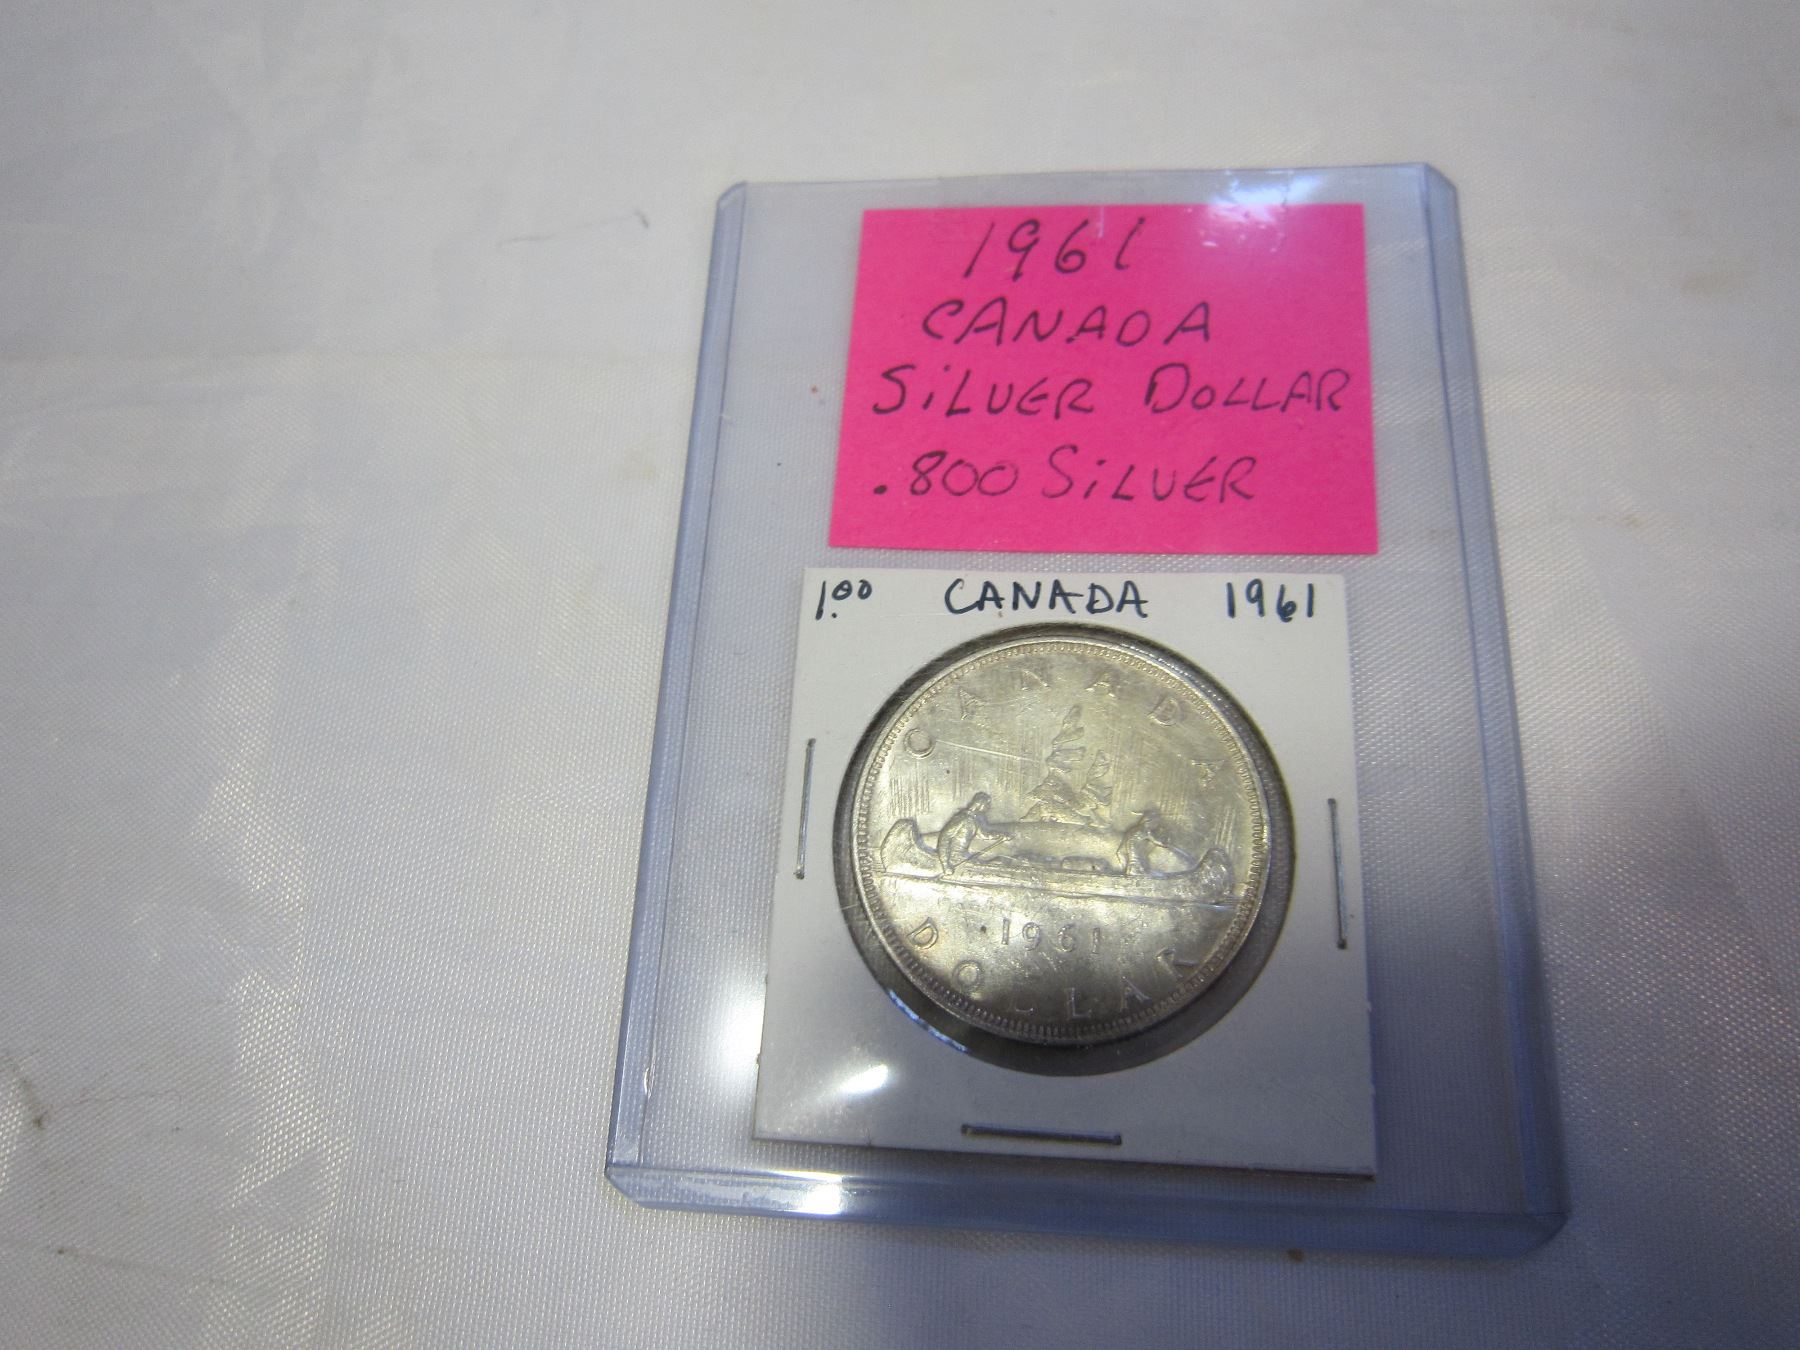 1961
CANADA
SiLVER DOLLAR
.800 SiLVER
1.00 CANADA 1961
CANADA
1961
DOLLAR